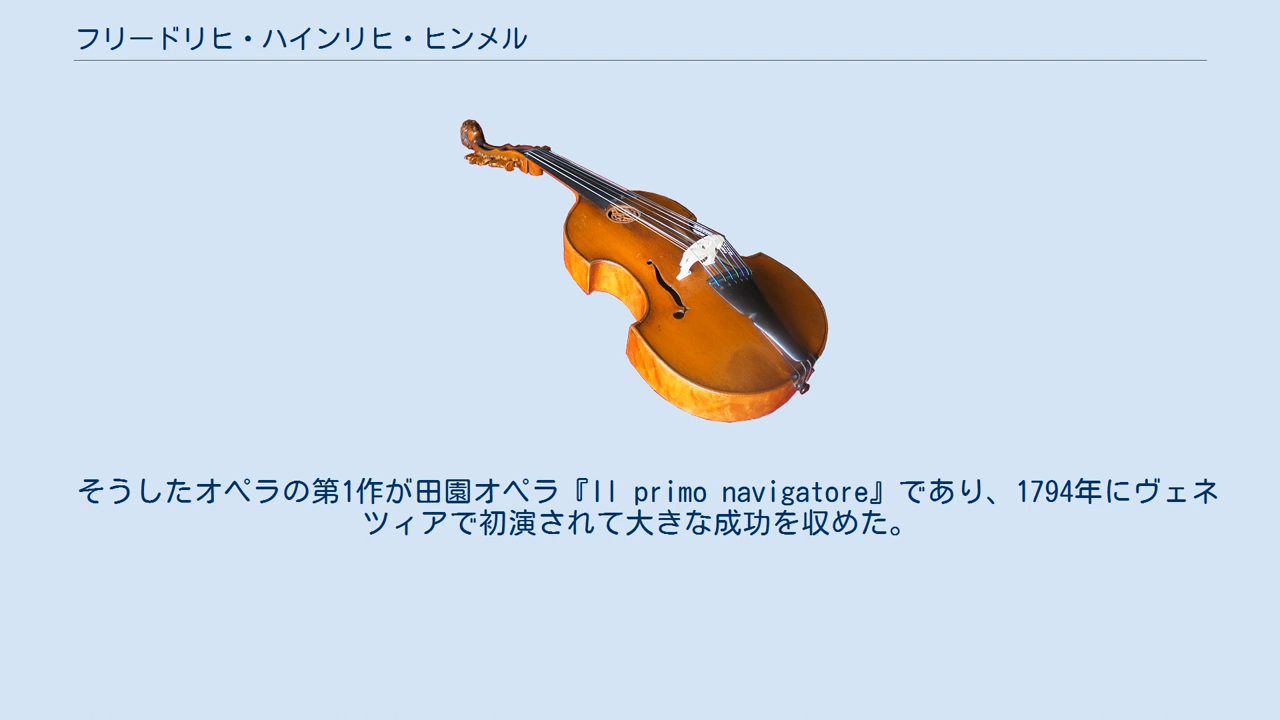 フリードリヒ・ハインリヒ・ヒンメル
そうしたオペラの第1作が田園オペラ『Il primo navigatore』であり、1794年にヴェネ
ツィアで初演されて大きな成功を収めた。